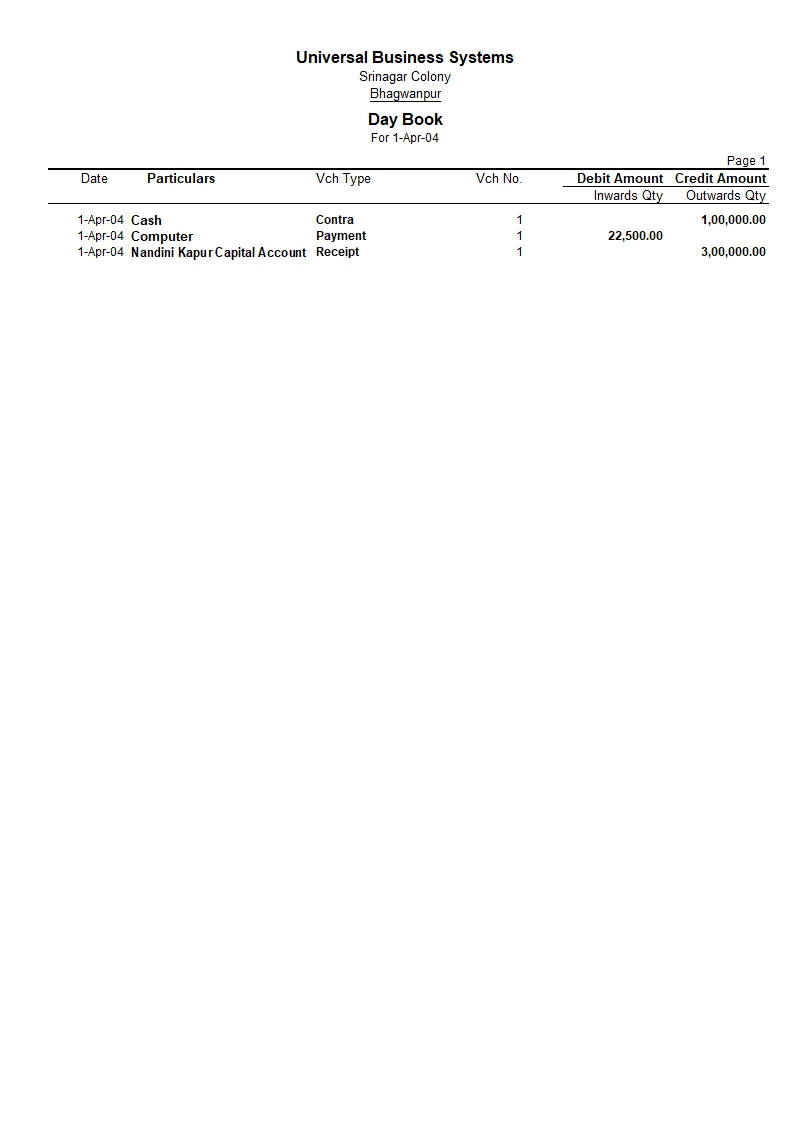 Universal Business Systems
Srinagar Colony
Bhagwanpur
Day Book
For 1-Apr-04
Page 1
Date Particulars Vch Type Vch No. Debit Amount Credit Amount
Inwards Qty Outwards Qty
1-Apr-04 Cash Contra 1 1,00,000.00
1-Apr-04 Computer Payment 1 22,500.00
1-Apr-04 Nandini Kapur Capital Account Receipt 1 3,00,000.00